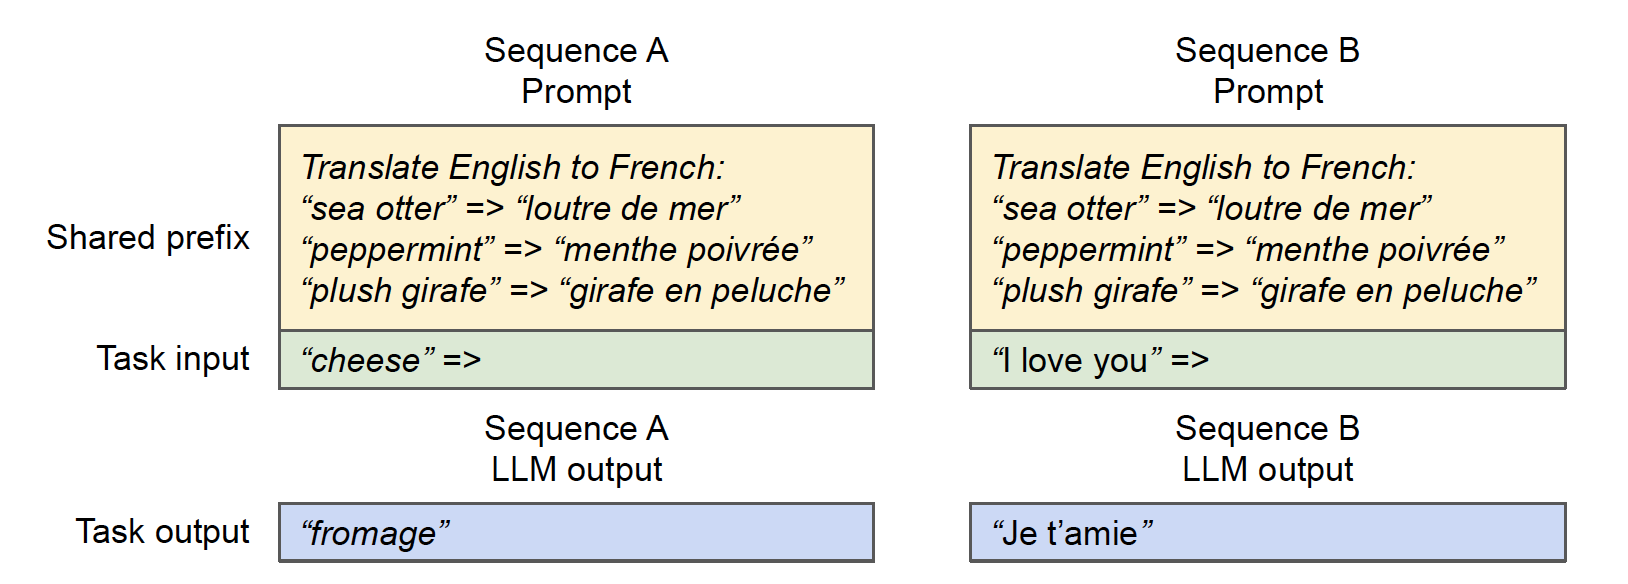 Sequence A
Prompt
Sequence B
Prompt
Shared prefix
Translate English to French:
“sea otter” => “loutre de mer”
“peppermint” => “menthe poivrée”
“plush girafe” => “girafe en peluche”
Translate English to French:
“sea otter” => “loutre de mer”
“peppermint” => “menthe poivrée”
“plush girafe” => “girafe en peluche”
Task input
“cheese” =>
“I love you” =>
Sequence A
LLM output
Sequence B
LLM output
Task output
“fromage”
“Je t’amie”